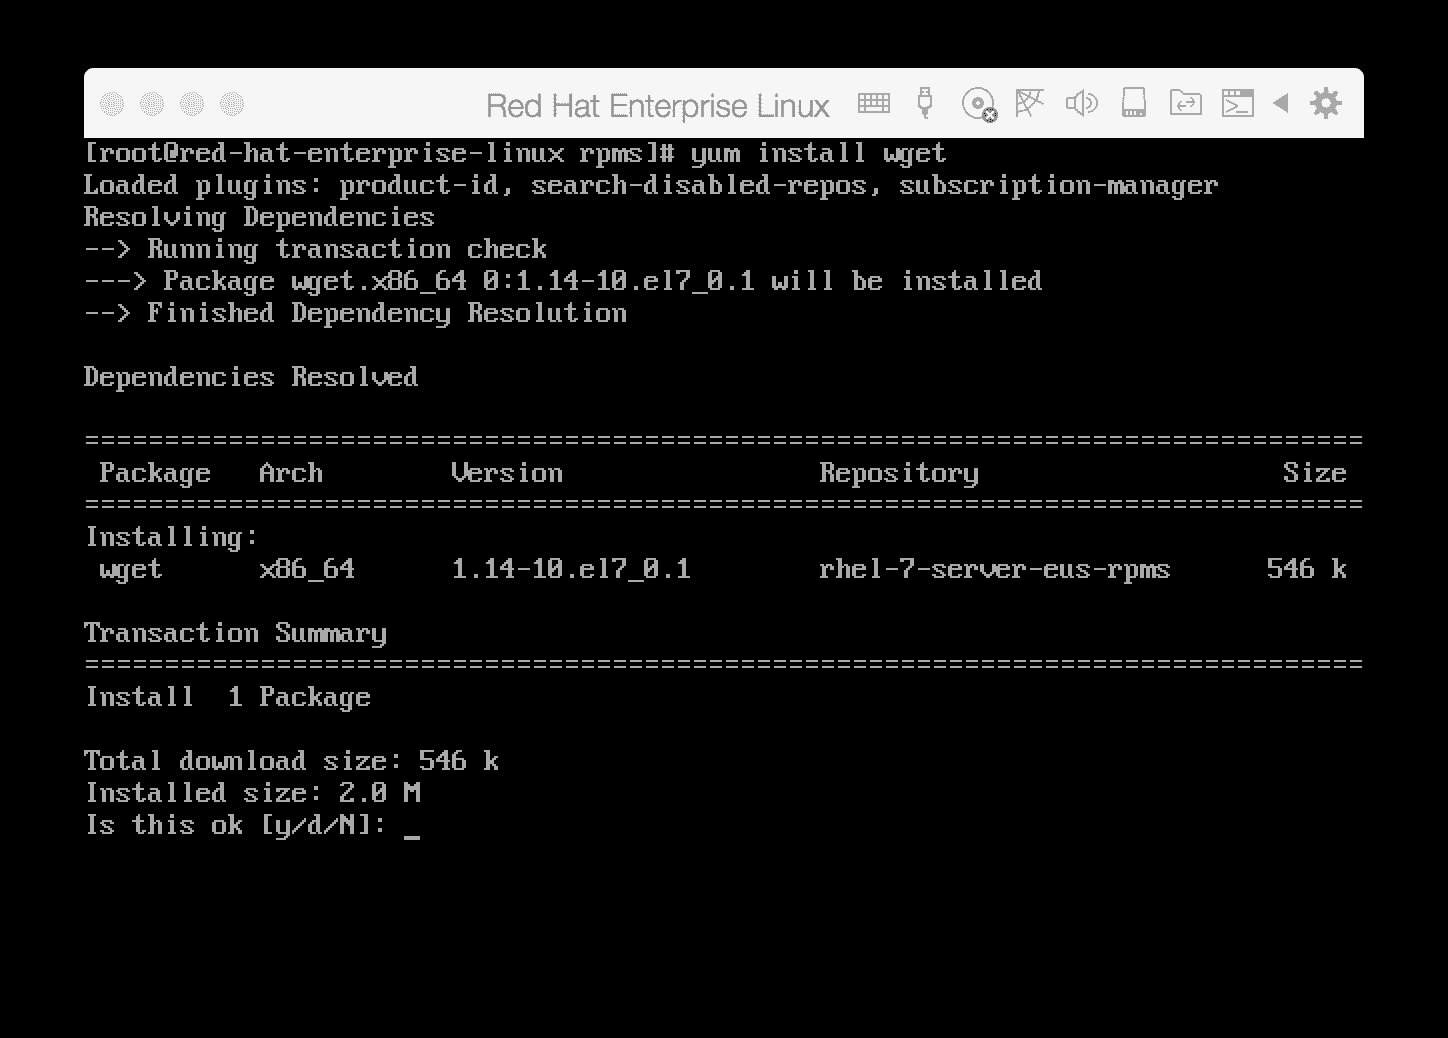 Red Hat Enterprise Linux
[root@red-hat-enterprise-linux rpms]# yum install wget
Loaded plugins: product-id, search-disabled-repos, subscription-manager
Resolving Dependencies
--> Running transaction check
---> Package wget.x86_64 0:1.14-10.el7_0.1 will be installed
--> Finished Dependency Resolution
Dependencies Resolved
================================================================================
Package Arch Version Repository Size
================================================================================
Installing:
wget x86_64 1.14-10.el7_0.1 rhel-7-server-eus-rpms 546 k
Transaction Summary
================================================================================
Install 1 Package
Total download size: 546 k
Installed size: 2.0 M
Is this ok [y/d/N]: _